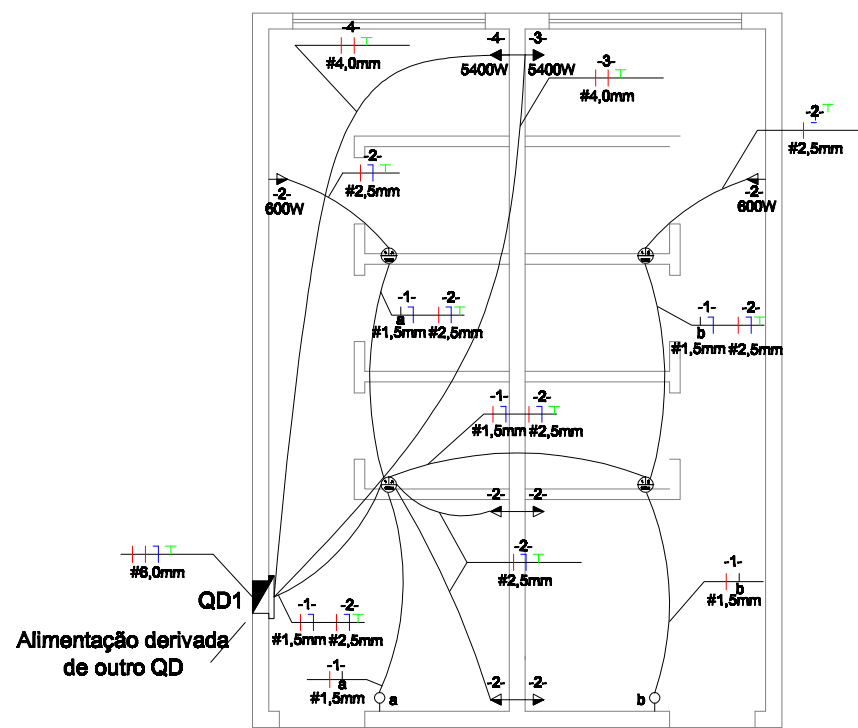 -4-
#4,0mm
-4- -3-
5400W 5400W
-3-
#4,0mm
-2-
#2,5mm
-2-
#2,5mm
-2-
600W
-2-
600W
-1- -2-
a
#1,5mm #2,5mm
-1- -2-
b
#1,5mm #2,5mm
-1- -2-
#1,5mm #2,5mm
-2- -2-
-2-
#2,5mm
#6,0mm
QD1
-1-
b
#1,5mm
-1- -2-
#1,5mm #2,5mm
Alimentação derivada
de outro QD
-1-
a
#1,5mm
a
-2- -2-
b